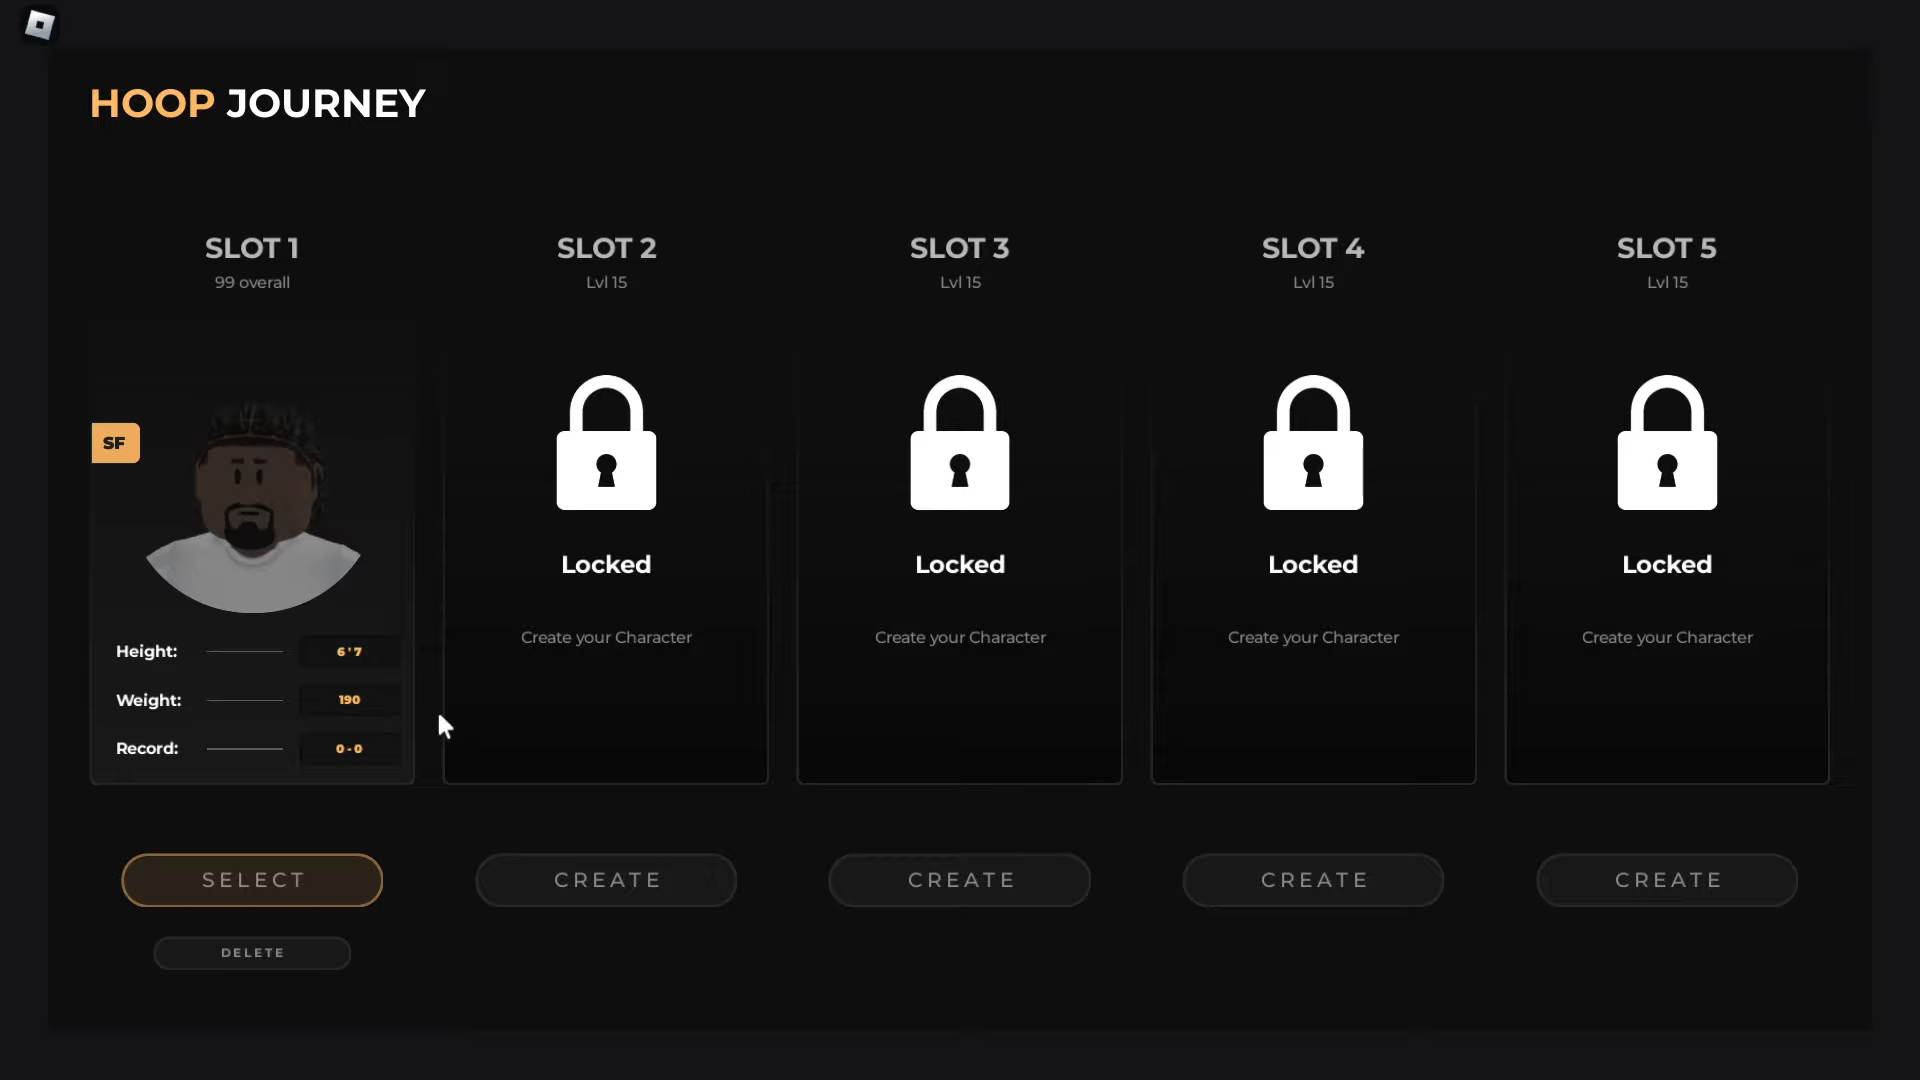 HOOP JOURNEY
SLOT 1
99 overall
SF
Height: 6'7
Weight: 190
Record: 0-0
SELECT
DELETE
SLOT 2
Lvl 15
Locked
Create your Character
CREATE
SLOT 3
Lvl 15
Locked
Create your Character
CREATE
SLOT 4
Lvl 15
Locked
Create your Character
CREATE
SLOT 5
Lvl 15
Locked
Create your Character
CREATE